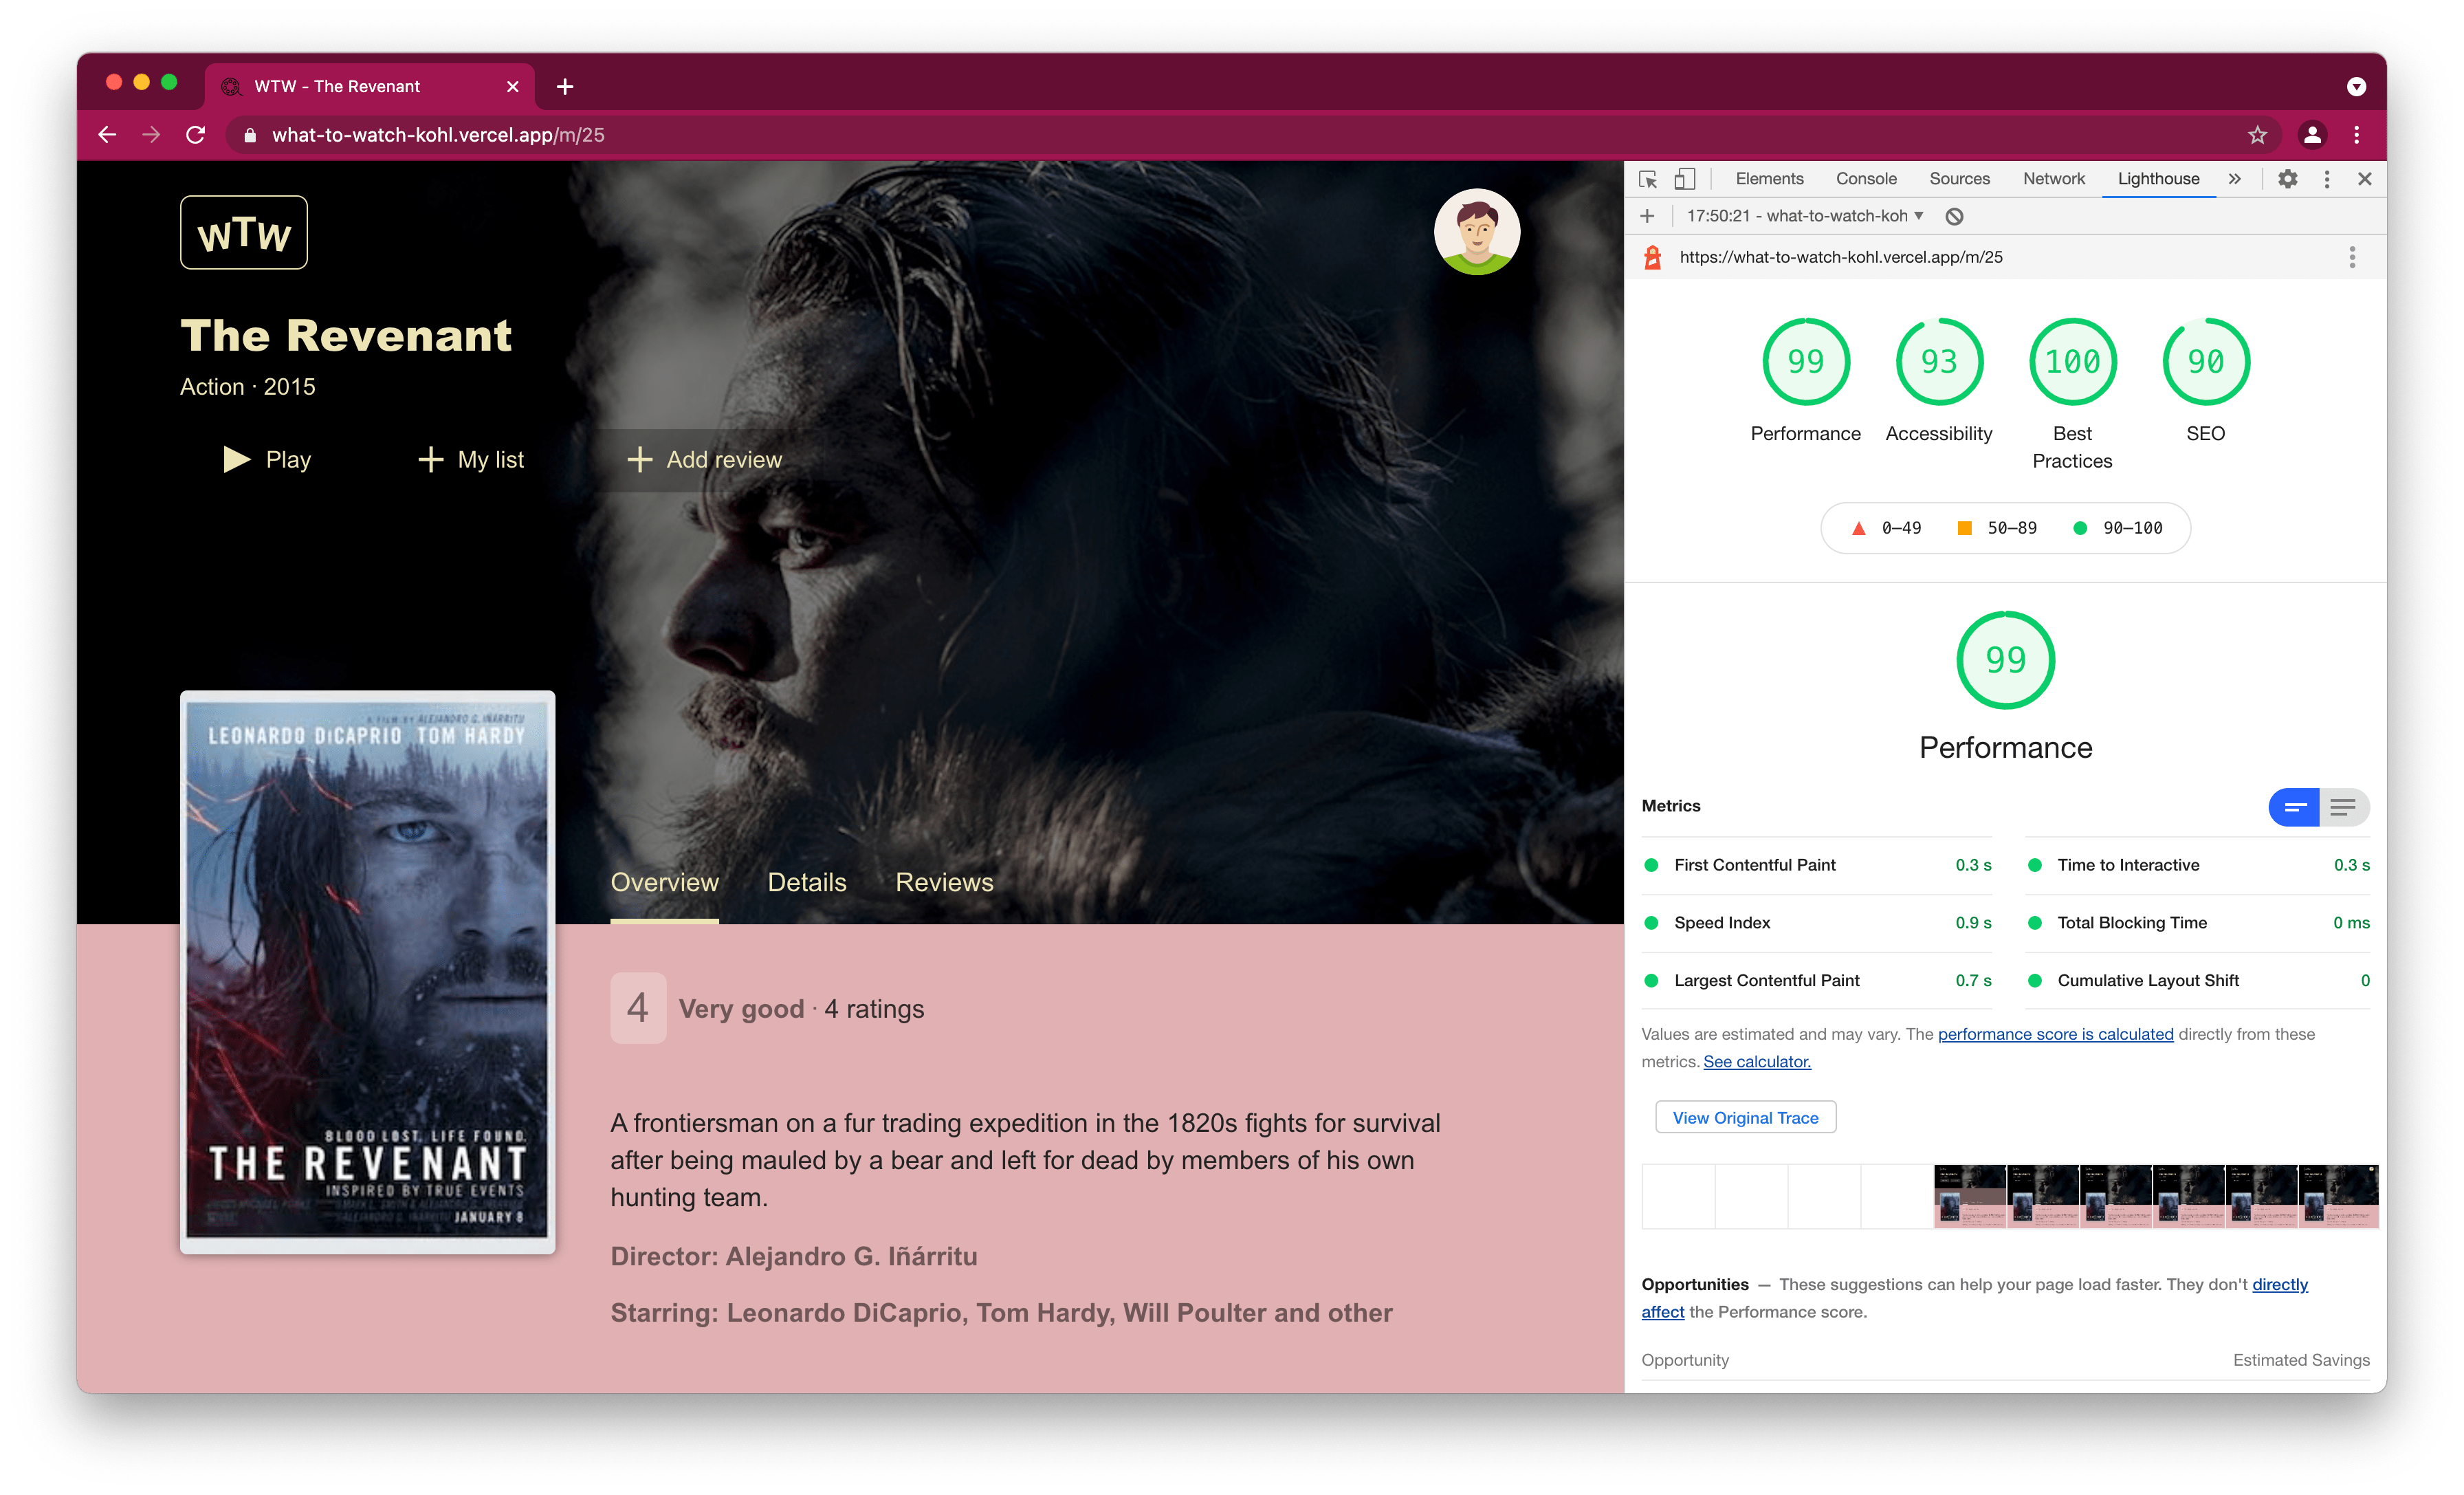 WTW - The Revenant
what-to-watch-kohl.vercel.app/m/25
WTW
The Revenant
Action · 2015
Play
My list
Add review
A FILM BY ALEJANDRO G. IÑÁRRITU
LEONARDO DiCAPRIO TOM HARDY
BLOOD LOST. LIFE FOUND.
THE REVENANT
INSPIRED BY TRUE EVENTS
JANUARY 8
Overview
Details
Reviews
4
Very good · 4 ratings
A frontiersman on a fur trading expedition in the 1820s fights for survival
after being mauled by a bear and left for dead by members of his own
hunting team.
Director: Alejandro G. Iñárritu
Starring: Leonardo DiCaprio, Tom Hardy, Will Poulter and other
Elements
Console
Sources
Network
Lighthouse
17:50:21 - what-to-watch-koh
https://what-to-watch-kohl.vercel.app/m/25
99
93
100
90
Performance
Accessibility
Best
Practices
SEO
0–49
50–89
90–100
99
Performance
Metrics
First Contentful Paint 0.3 s
Time to Interactive 0.3 s
Speed Index 0.9 s
Total Blocking Time 0 ms
Largest Contentful Paint 0.7 s
Cumulative Layout Shift 0
Values are estimated and may vary. The performance score is calculated directly from these
metrics. See calculator.
View Original Trace
Opportunities — These suggestions can help your page load faster. They don't directly
affect the Performance score.
Opportunity
Estimated Savings